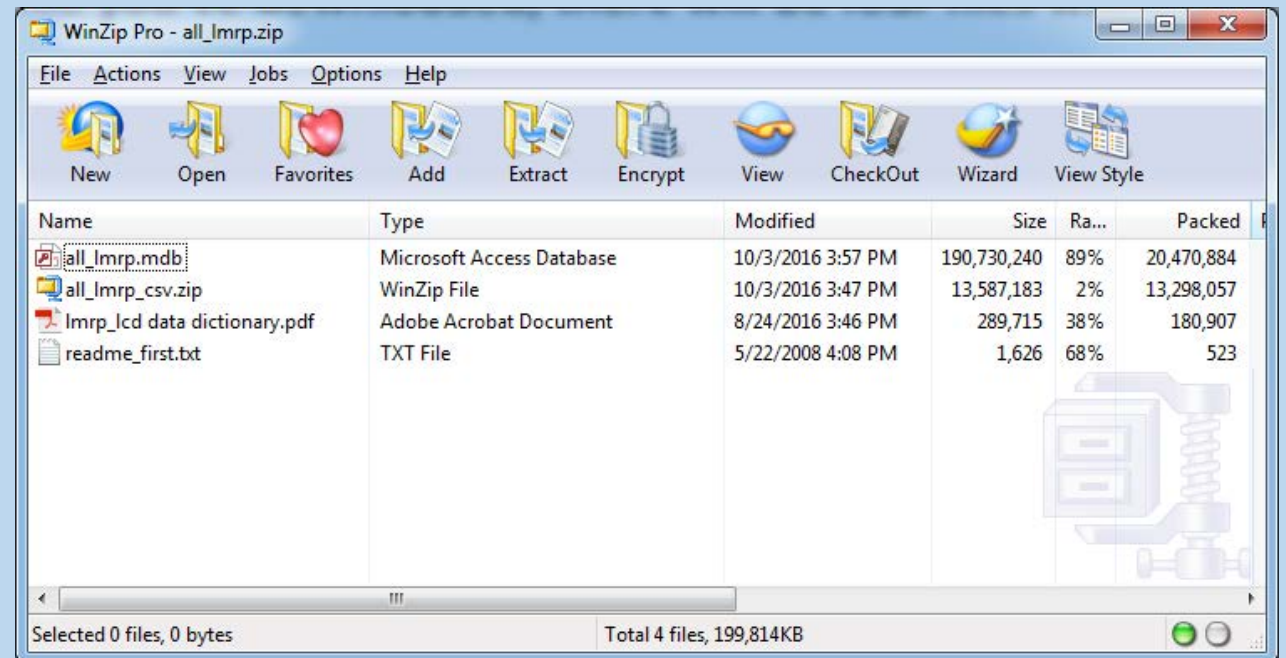 WinZip Pro - all_lmrp.zip
File Actions View Jobs Options Help
New Open Favorites Add Extract Encrypt View CheckOut Wizard View Style
Name Type Modified Size Ra... Packed
all_lmrp.mdb Microsoft Access Database 10/3/2016 3:57 PM 190,730,240 89% 20,470,884
all_lmrp_csv.zip WinZip File 10/3/2016 3:47 PM 13,587,183 2% 13,298,057
lmrp_lcd data dictionary.pdf Adobe Acrobat Document 8/24/2016 3:46 PM 289,715 38% 180,907
readme_first.txt TXT File 5/22/2008 4:08 PM 1,626 68% 523
Selected 0 files, 0 bytes Total 4 files, 199,814KB